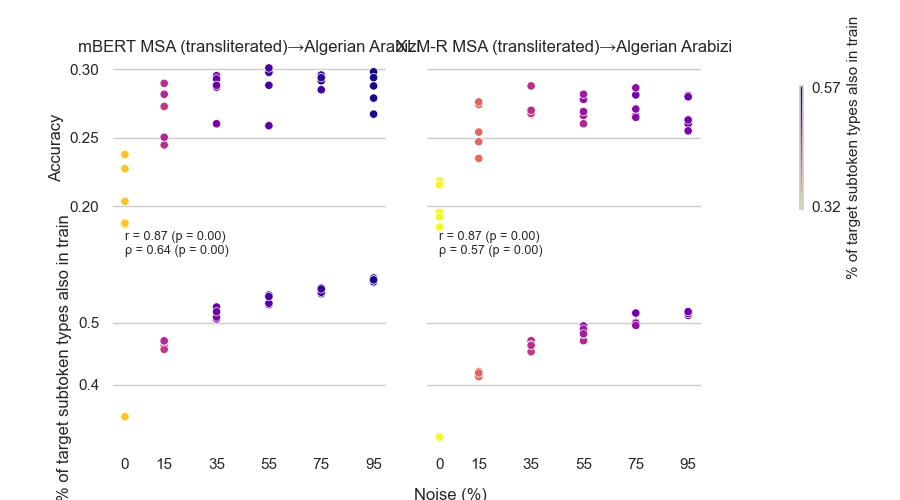 mBERT MSA (transliterated)→Algerian Arabizi
XLM-R MSA (transliterated)→Algerian Arabizi
Accuracy
0.30
0.25
0.20
r = 0.87 (p = 0.00)
ρ = 0.64 (p = 0.00)
r = 0.87 (p = 0.00)
ρ = 0.57 (p = 0.00)
0.57
0.32
% of target subtoken types also in train
% of target subtoken types also in train
0.5
0.4
0 15 35 55 75 95
0 15 35 55 75 95
Noise (%)